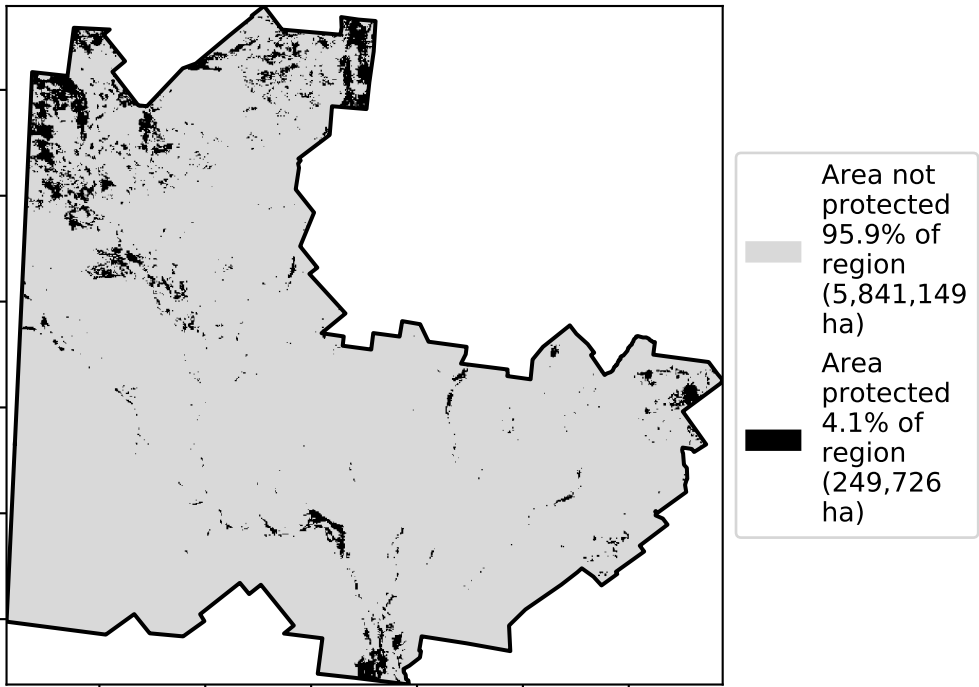 Area not
protected
95.9% of
region
(5,841,149
ha)
Area
protected
4.1% of
region
(249,726
ha)